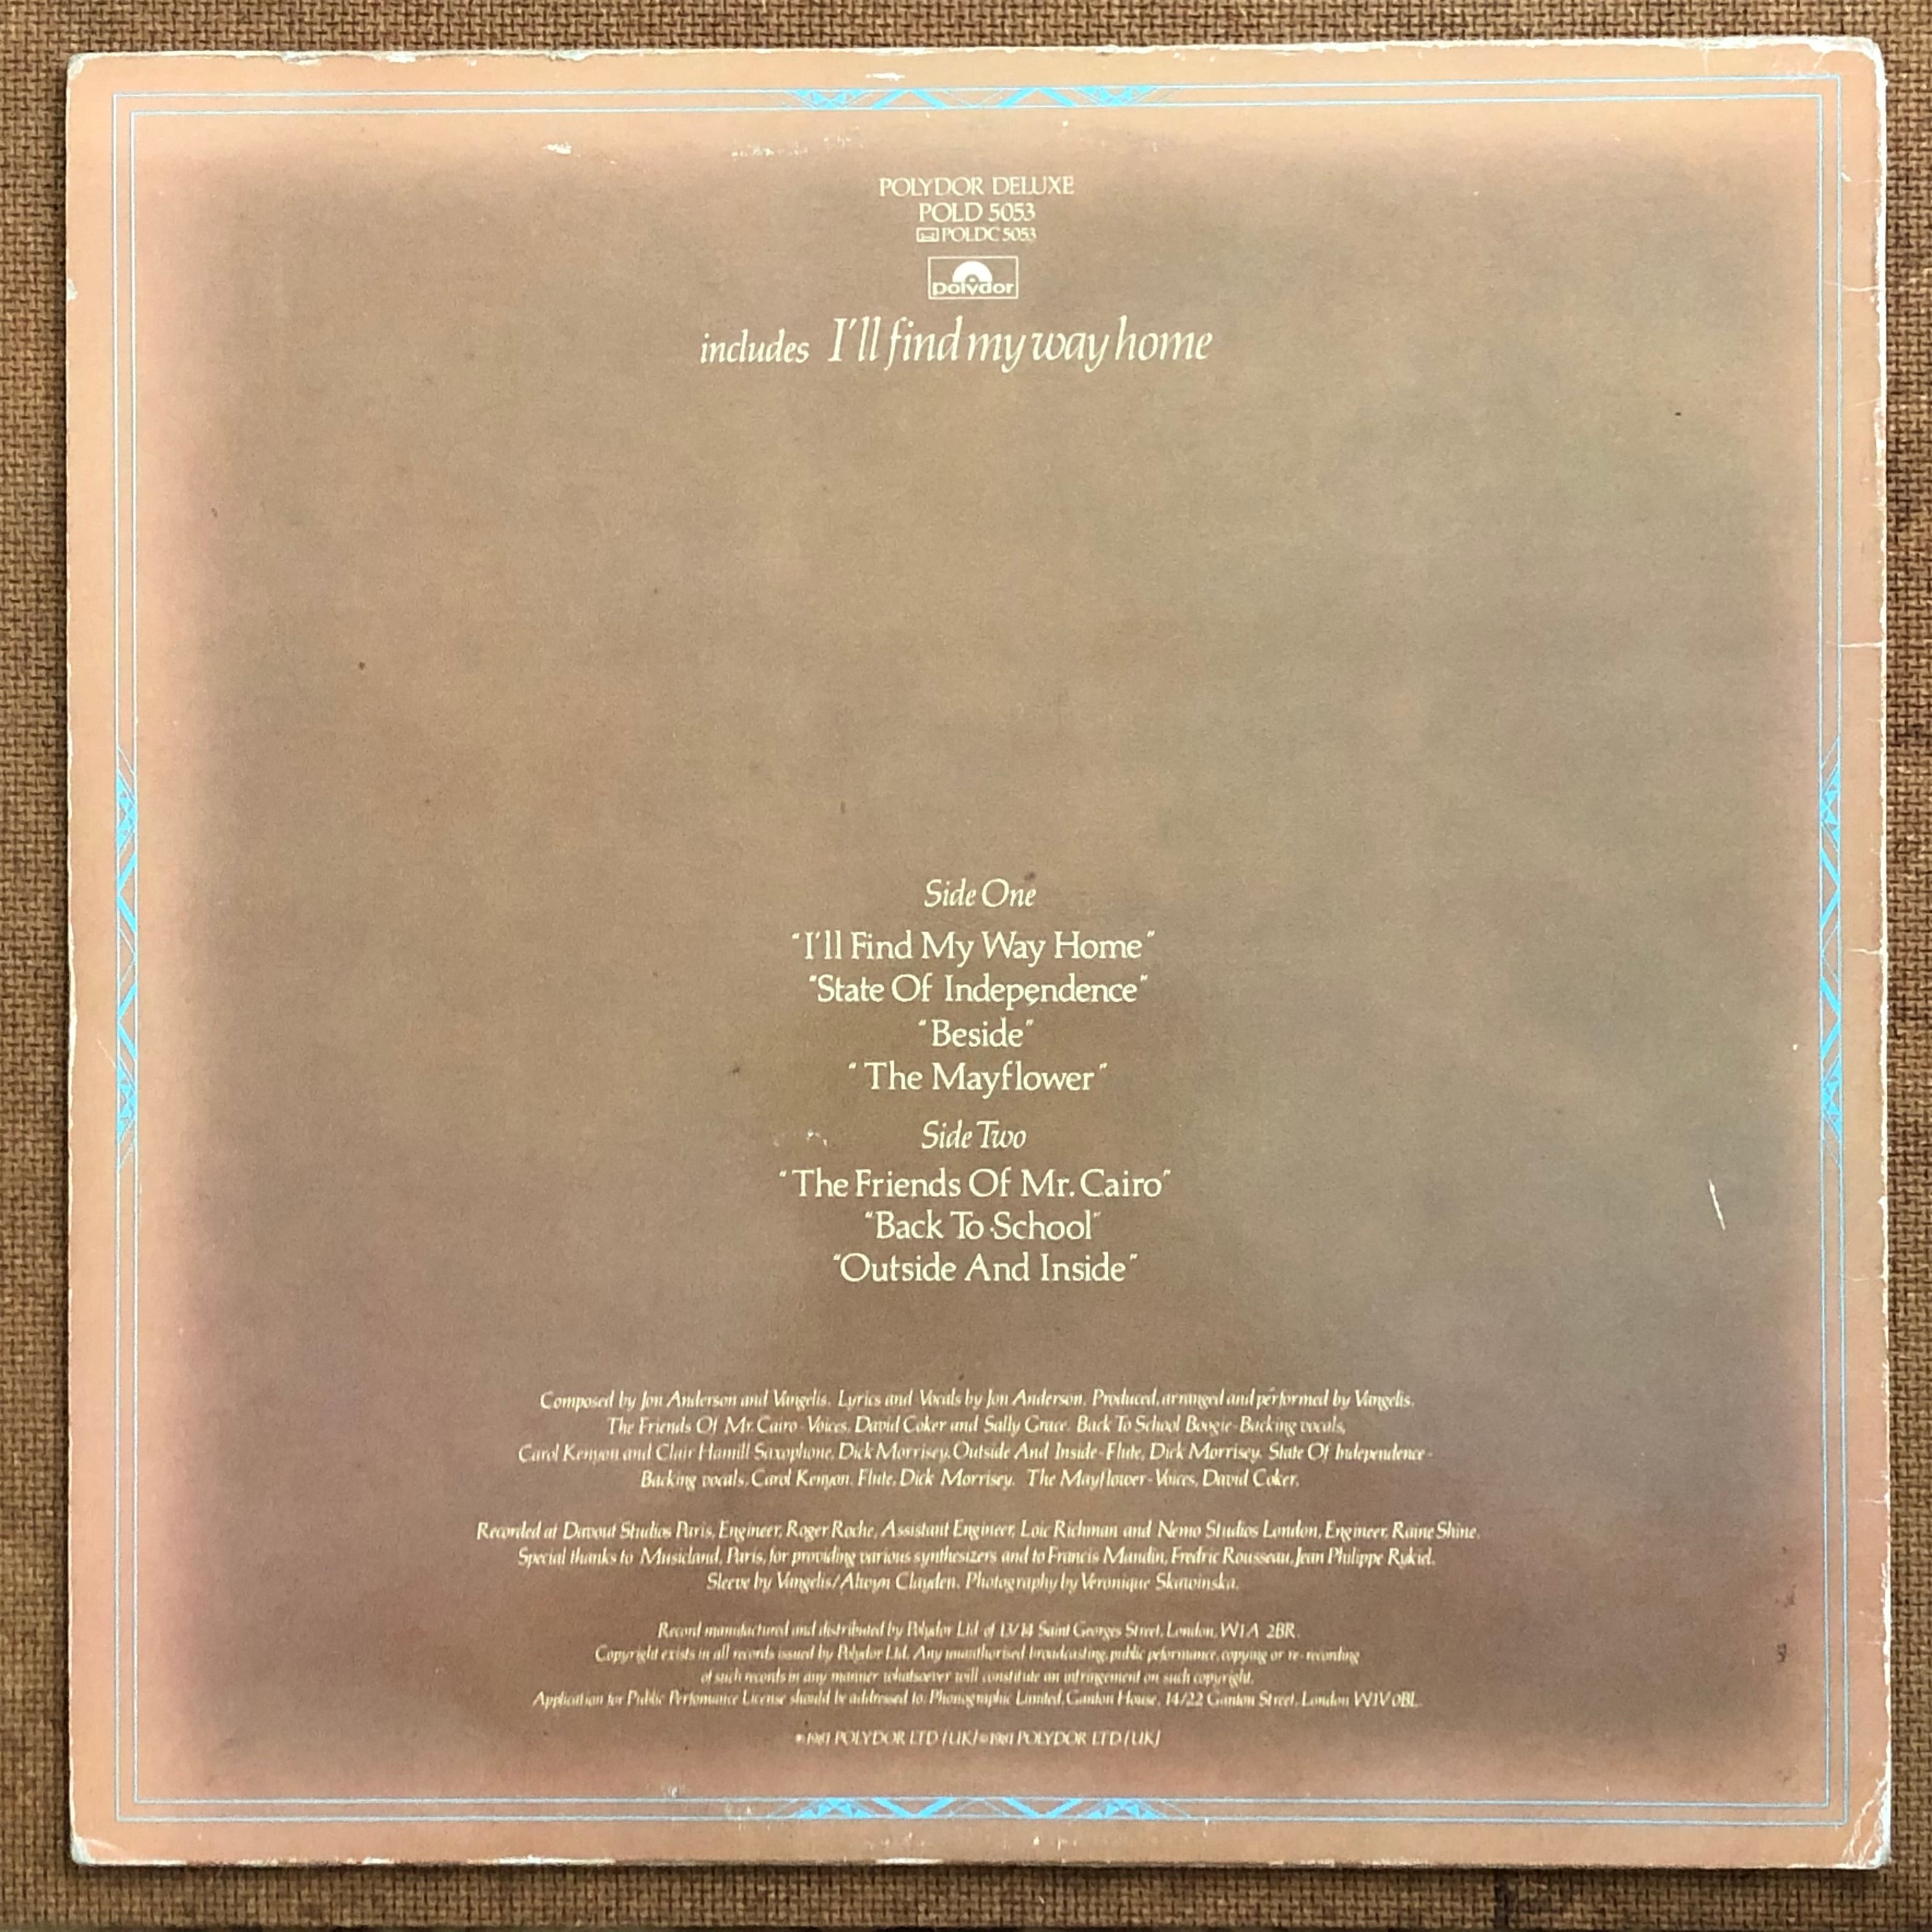 POLYDOR DELUXE
POLD 5053
POLDC 5053
polydor
includes I'll find my way home
Side One
"I'll Find My Way Home"
"State Of Independence"
"Beside"
"The Mayflower"
Side Two
"The Friends Of Mr. Cairo"
"Back To School"
"Outside And Inside"
Composed by Jon Anderson and Vangelis. Lyrics and Vocals by Jon Anderson. Produced, arranged and performed by Vangelis.
The Friends Of Mr. Cairo - Voices, David Coker and Sally Grace. Back To School Boogie - Backing vocals,
Carol Kenyon and Clair Hamill Saxophone, Dick Morrisey. Outside And Inside - Flute, Dick Morrisey. State Of Independence -
Backing vocals, Carol Kenyon. Flute, Dick Morrisey. The Mayflower - Voices, David Coker.
Recorded at Davout Studios Paris, Engineer, Roger Roche, Assistant Engineer, Loic Richman and Nemo Studios London, Engineer, Raine Shine.
Special thanks to Musicland, Paris, for providing various synthesizers and to Francis Mandin, Fredric Rousseau, Jean Philippe Rykiel.
Sleeve by Vangelis/Alwyn Clayden. Photography by Veronique Skawinska.
Record manufactured and distributed by Polydor Ltd of 13/14 Saint Georges Street, London, W1A 2BR.
Copyright exists in all records issued by Polydor Ltd. Any unauthorised broadcasting, public peformance, copying or re-recording
of such records in any manner whatsoever will constitute an infringement on such copyright.
Application for Public Perfomance License should be addressed to: Phonographic Limited, Ganton House, 14/22 Ganton Street, London W1V 0BL.
℗ 1981 POLYDOR LTD (UK) © 1981 POLYDOR LTD (UK)